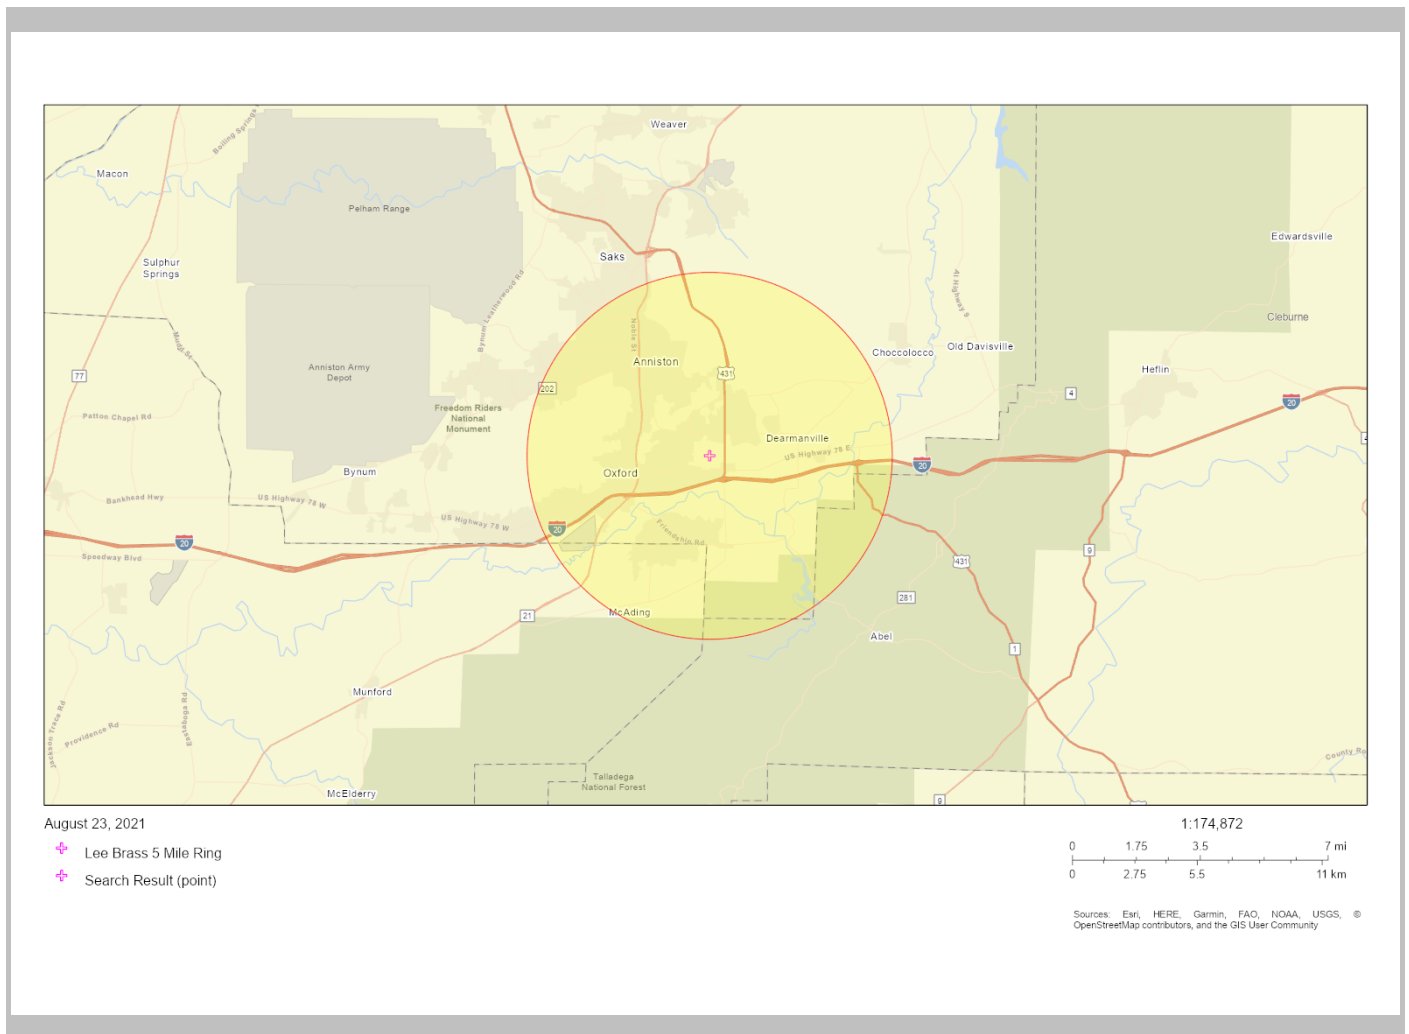 Weaver
Boiling Springs
Macon
Pelham Range
Edwardsville
Saks
Sulphur
Springs
Al Highway 9
Bynum Leatherwood Rd
Cleburne
Noble St
Mudd St
Choccolocco
Old Davisville
Anniston
Heflin
Anniston Army
Depot
77
431
202
4
20
Freedom Riders
National
Monument
Patton Chapel Rd
Dearmanville
US Highway 78 E
20
Bynum
Oxford
Bankhead Hwy
US Highway 78 W
US Highway 78 W
20
Friendship Rd
20
Speedway Blvd
9
431
281
21
McAding
Abel
1
Munford
Jackson Trace Rd
Providence Rd
Eastaboga Rd
County Ro
Talladega
National Forest
McElderry
9
August 23, 2021
Lee Brass 5 Mile Ring
Search Result (point)
1:174,872
0 1.75 3.5 7 mi
0 2.75 5.5 11 km
Sources: Esri, HERE, Garmin, FAO, NOAA, USGS, ©
OpenStreetMap contributors, and the GIS User Community